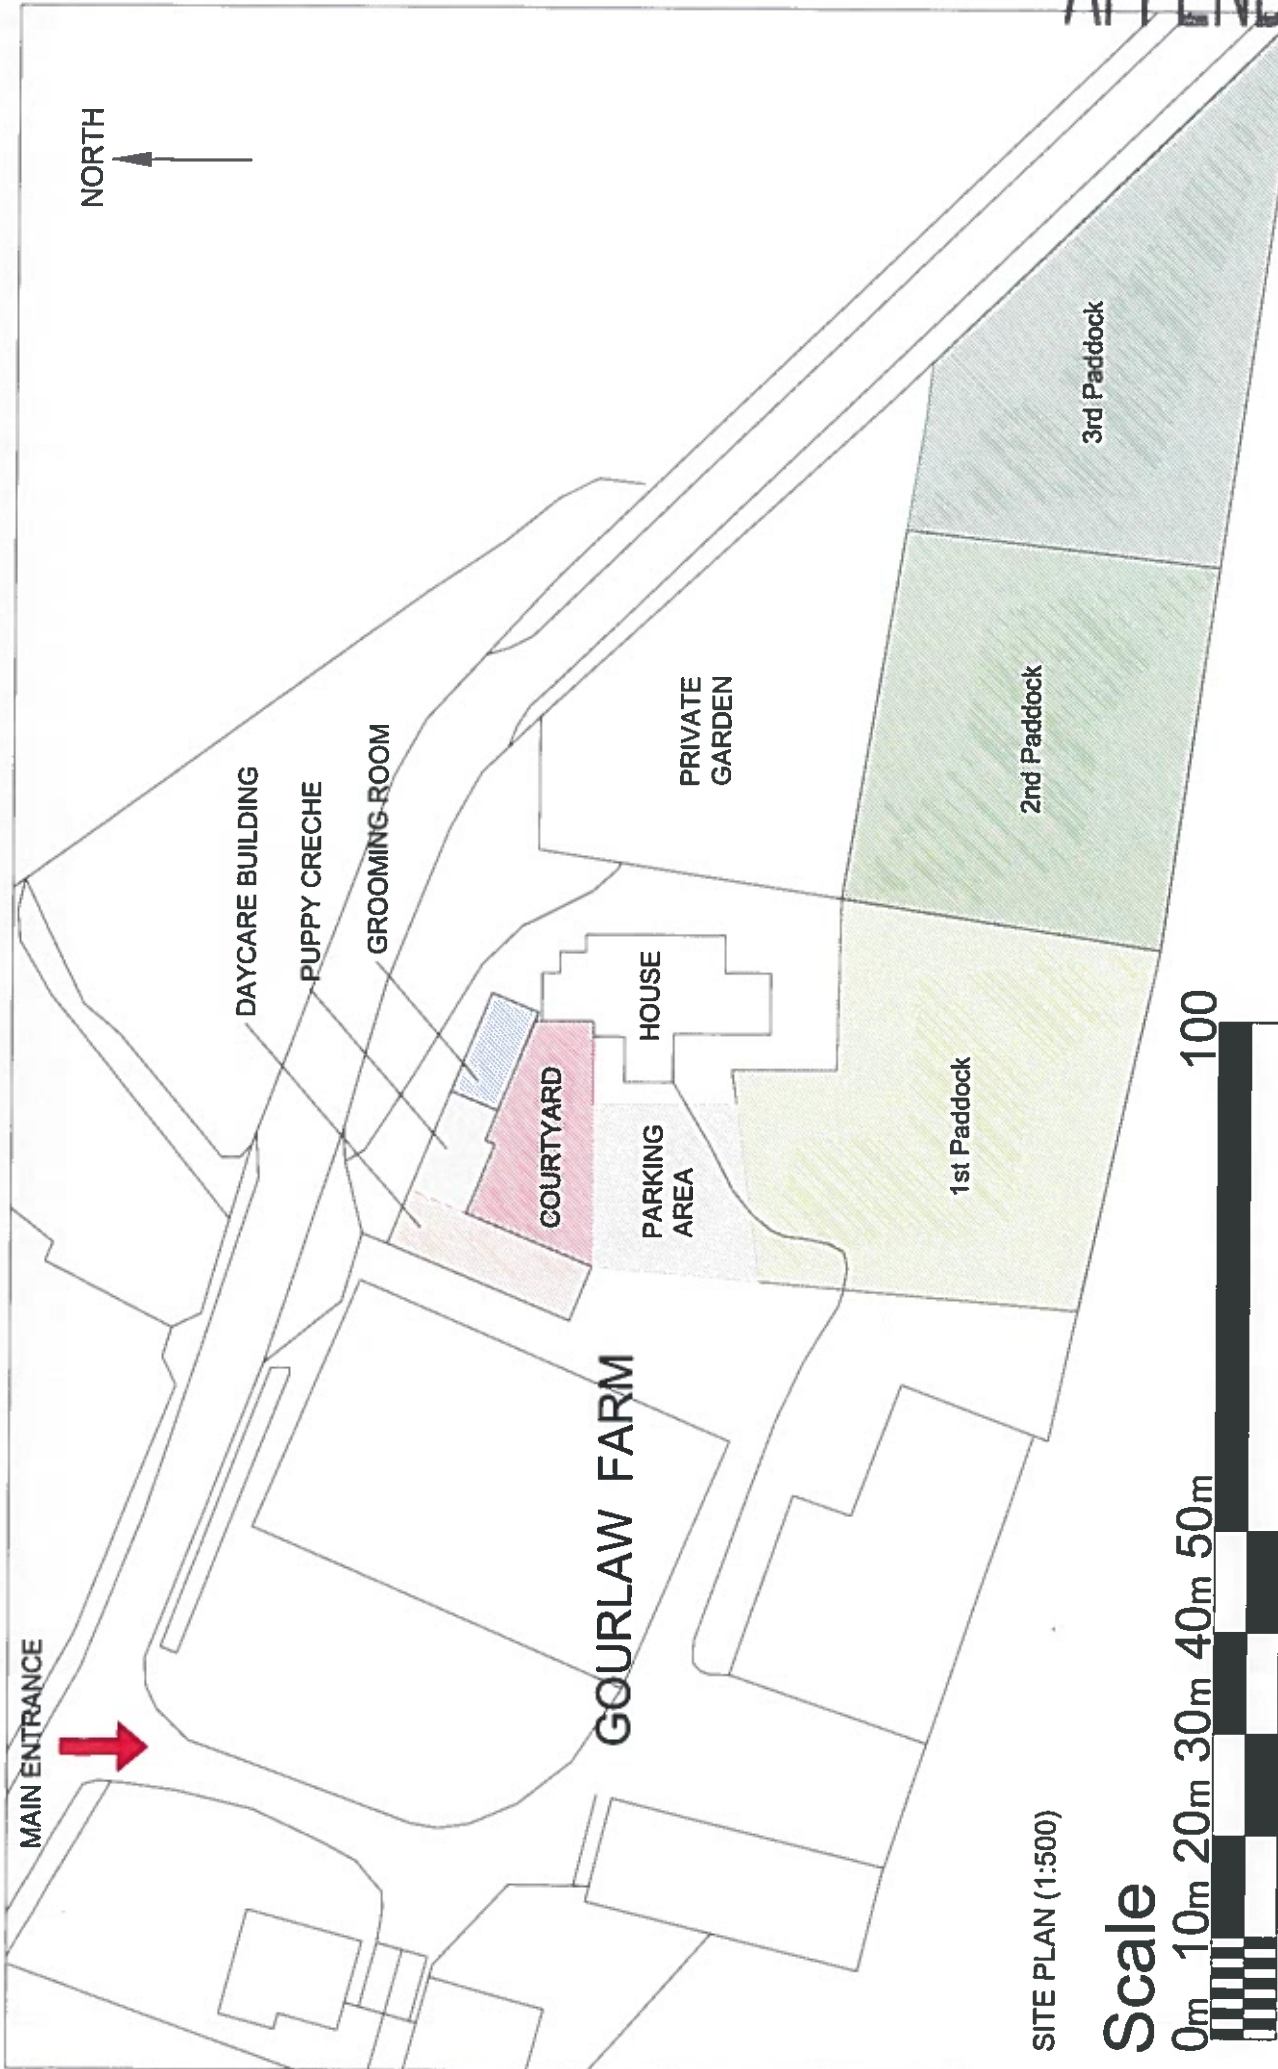 NORTH
MAIN ENTRANCE
DAYCARE BUILDING
PUPPY CRECHE
GROOMING ROOM
COURTYARD
HOUSE
PARKING
AREA
PRIVATE
GARDEN
GOURLAW FARM
1st Paddock
2nd Paddock
3rd Paddock
SITE PLAN (1:500)
Scale
0m 10m 20m 30m 40m 50m 100